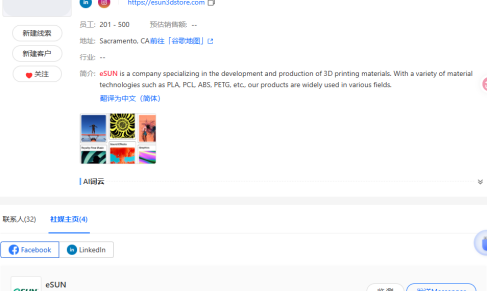 https://esun3dstore.com
员工: 201 - 500 预估销售额: --
新建线索
地址: Sacramento, CA前往「谷歌地图」
新建客户
行业: --
关注
简介: eSUN is a company specializing in the development and production of 3D printing materials. With a variety of material
technologies such as PLA, PCL, ABS, PETG, etc., our products are widely used in various fields.
翻译为中文（简体）
AI词云
联系人(32) 社媒主页(4)
Facebook LinkedIn
eSUN